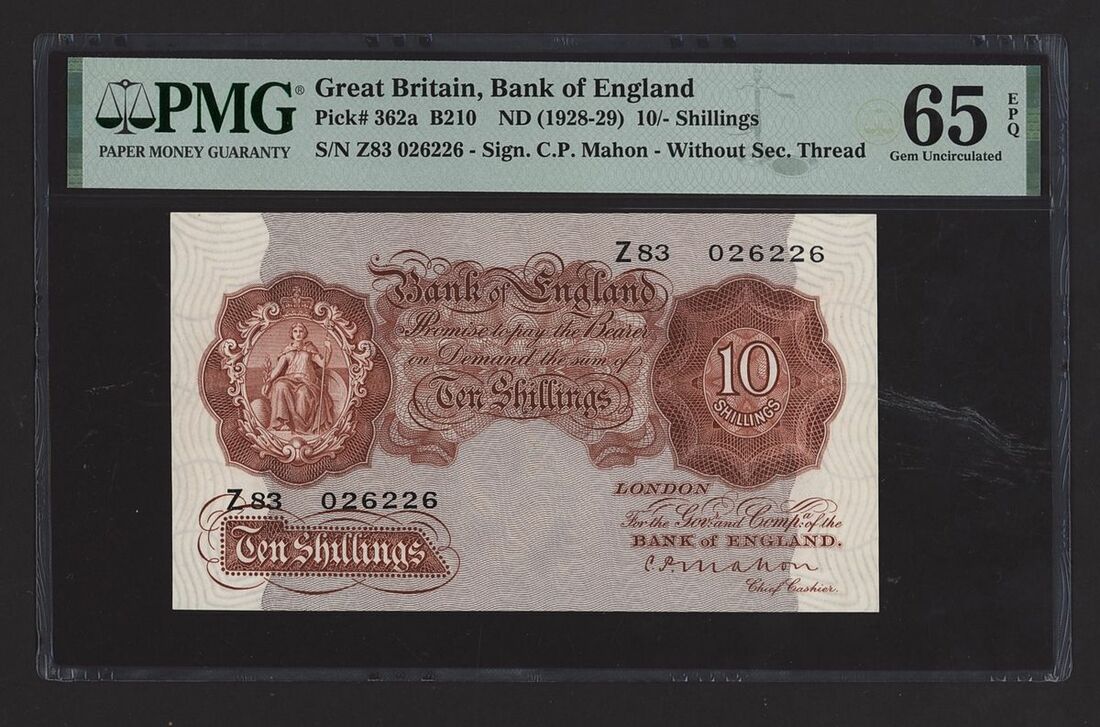 PMG®
PAPER MONEY GUARANTY
Great Britain, Bank of England
Pick# 362a B210 ND (1928-29) 10/- Shillings
S/N Z83 026226 - Sign. C.P. Mahon - Without Sec. Thread
65
EPQ
Gem Uncirculated
Z83 026226
Bank of England
Promise to pay the Bearer
on Demand the sum of
Ten Shillings
10
SHILLINGS
Z83 026226
Ten Shillings
LONDON
For the Govr. and Compa. of the
BANK of ENGLAND.
C.P. Mahon
Chief Cashier.